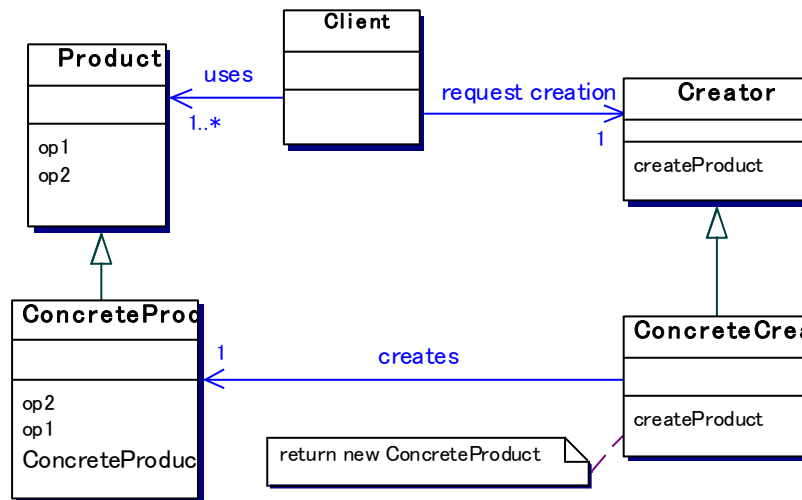 Client
Product
uses
1..*
op1
op2
request creation
1
Creator
createProduct
ConcreteProd
op2
op1
ConcreteProduc
1
creates
ConcreteCrea
createProduct
return new ConcreteProduct